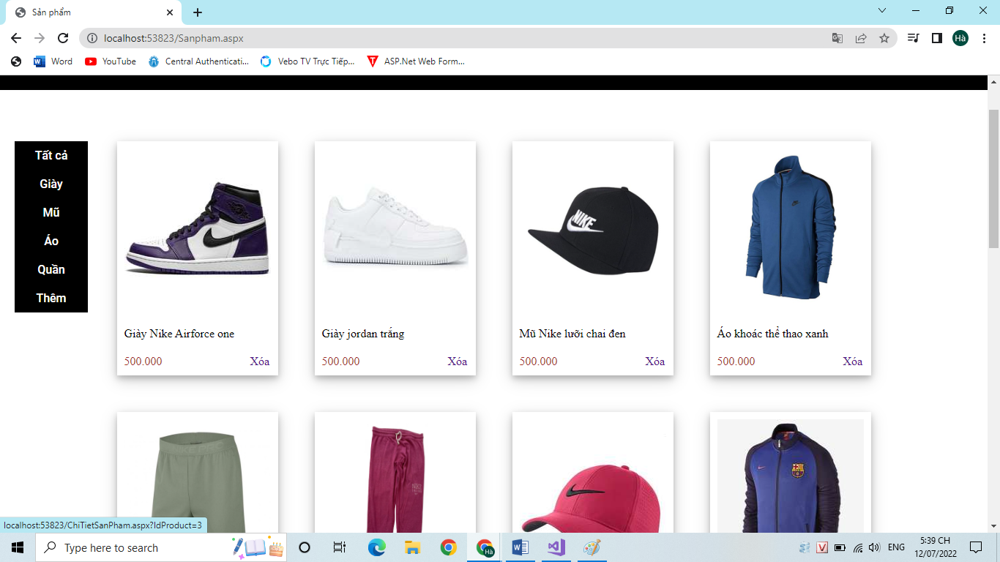 Sản phẩm
localhost:53823/Sanpham.aspx
Hà
Word
YouTube
Central Authenticati...
Vebo TV Trực Tiếp...
ASP.Net Web Form...
Tất cả
Giày
Mũ
Áo
Quần
Thêm
NIKE
Giày Nike Airforce one
500.000 Xóa
Giày jordan trắng
500.000 Xóa
Mũ Nike lưỡi chai đen
500.000 Xóa
Áo khoác thể thao xanh
500.000 Xóa
NIKE
localhost:53823/ChiTietSanPham.aspx?IdProduct=3
Type here to search
Hà
ENG
5:39 CH
12/07/2022